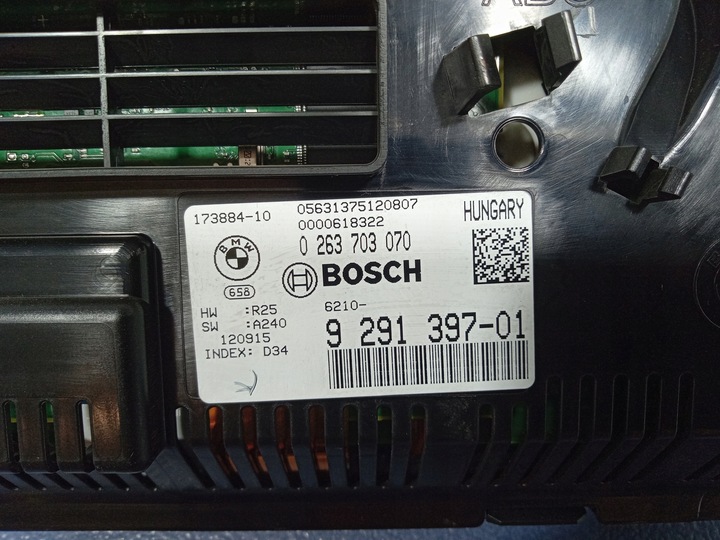 173884-10
05631375120807
0000618322
HUNGARY
0 263 703 070
BMW
BOSCH
658
6210-
HW :R25
SW :A240
9 291 397-01
120915
INDEX: D34